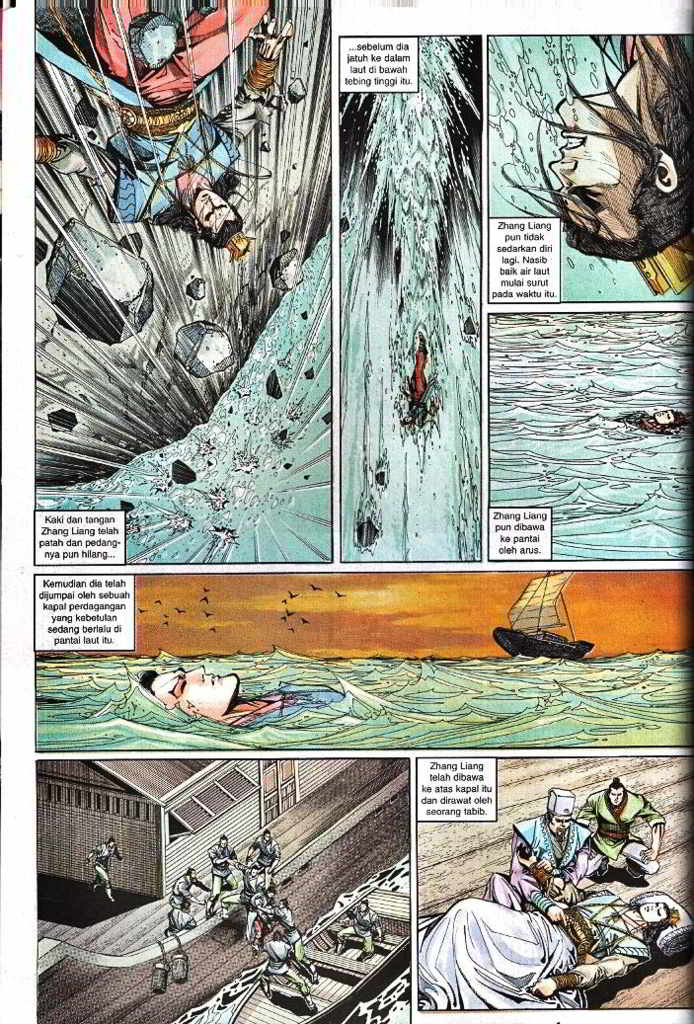 Kaki dan tangan
Zhang Liang telah
patah dan pedang-
nya pun hilang...
...sebelum dia
jatuh ke dalam
laut di bawah
tebing tinggi itu.
Zhang Liang
pun tidak
sedarkan diri
lagi. Nasib
baik air laut
mulai surut
pada waktu itu.
Zhang Liang
pun dibawa
ke pantai
oleh arus.
Kemudian dia telah
dijumpai oleh sebuah
kapal perdagangan
yang kebetulan
sedang berlalu di
pantai laut itu.
Zhang Liang
telah dibawa
ke atas kapal itu
dan dirawat oleh
seorang tabib.